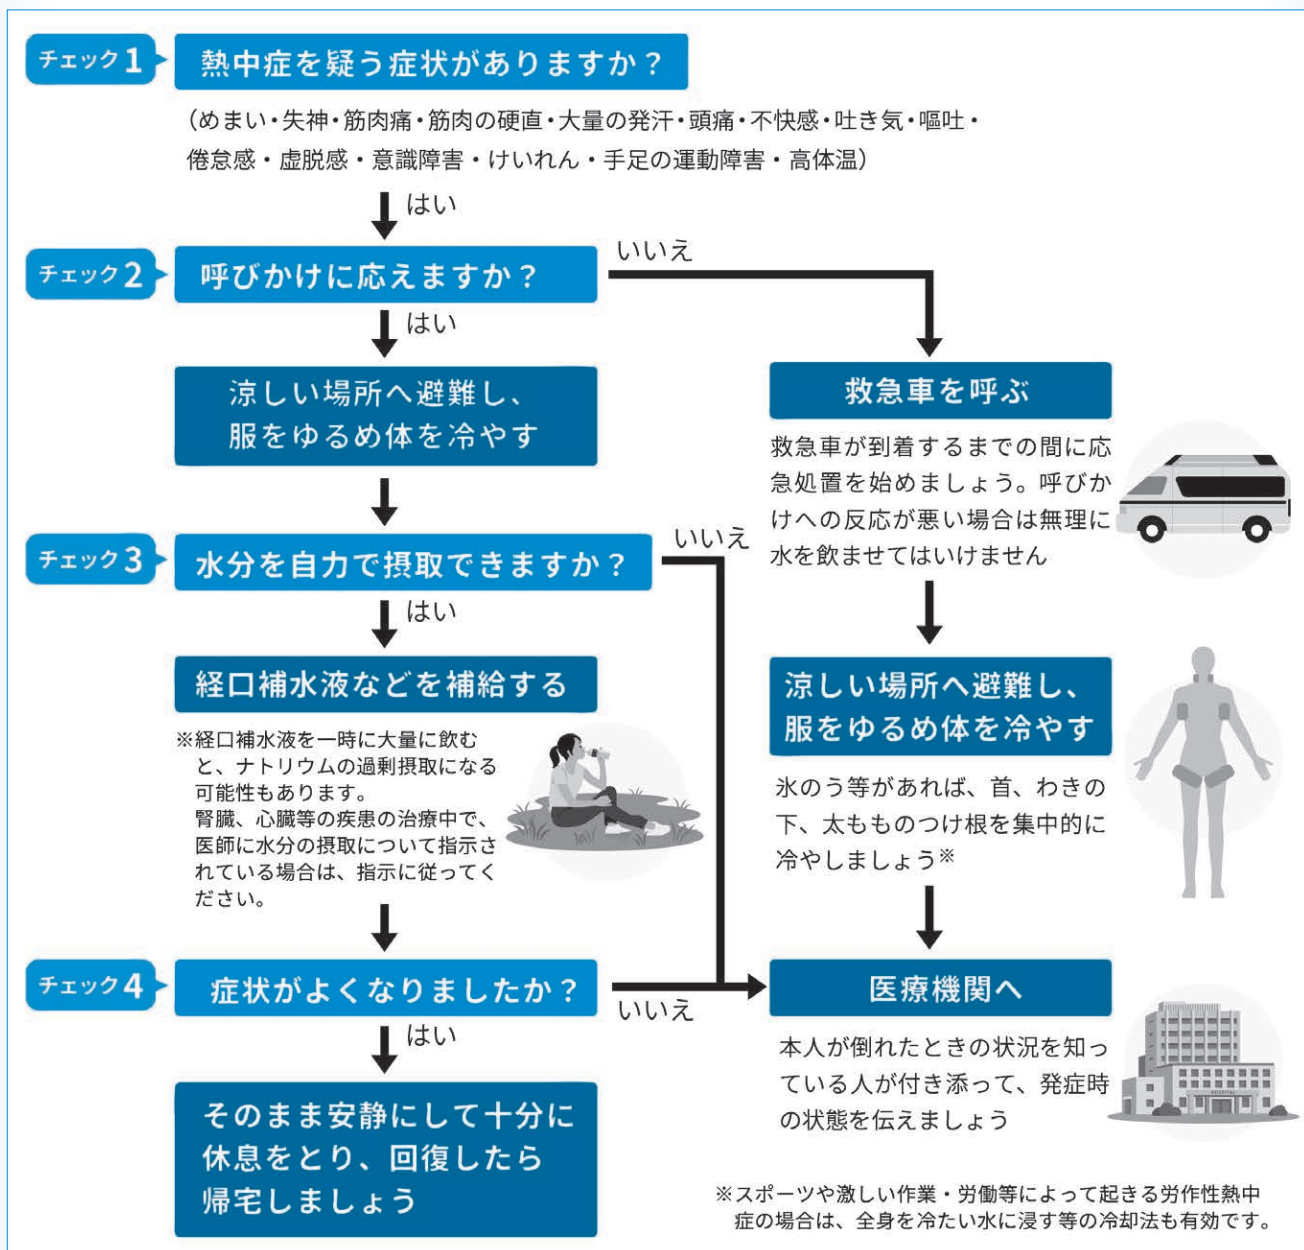 チェック1
熱中症を疑う症状がありますか？
（めまい・失神・筋肉痛・筋肉の硬直・大量の発汗・頭痛・不快感・吐き気・嘔吐・
倦怠感・虚脱感・意識障害・けいれん・手足の運動障害・高体温）
はい
チェック2
呼びかけに応えますか？
いいえ
はい
涼しい場所へ避難し、
服をゆるめ体を冷やす
救急車を呼ぶ
救急車が到着するまでの間に応
急処置を始めましょう。呼びか
けへの反応が悪い場合は無理に
水を飲ませてはいけません
チェック3
水分を自力で摂取できますか？
いいえ
はい
経口補水液などを補給する
※経口補水液を一時に大量に飲む
と、ナトリウムの過剰摂取になる
可能性もあります。
腎臓、心臓等の疾患の治療中で、
医師に水分の摂取について指示さ
れている場合は、指示に従ってく
ださい。
涼しい場所へ避難し、
服をゆるめ体を冷やす
氷のう等があれば、首、わきの
下、太もものつけ根を集中的に
冷やしましょう※
チェック4
症状がよくなりましたか？
いいえ
はい
そのまま安静にして十分に
休息をとり、回復したら
帰宅しましょう
医療機関へ
本人が倒れたときの状況を知っ
ている人が付き添って、発症時
の状態を伝えましょう
HOSPITAL
※スポーツや激しい作業・労働等によって起きる労作性熱中
症の場合は、全身を冷たい水に浸す等の冷却法も有効です。